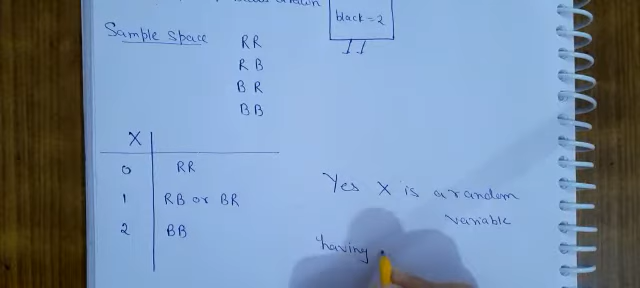 drawn
black = 2
Sample space
RR
RB
BR
BB
X
0 RR
1 RB or BR
2 BB
Yes X is a random
variable
having